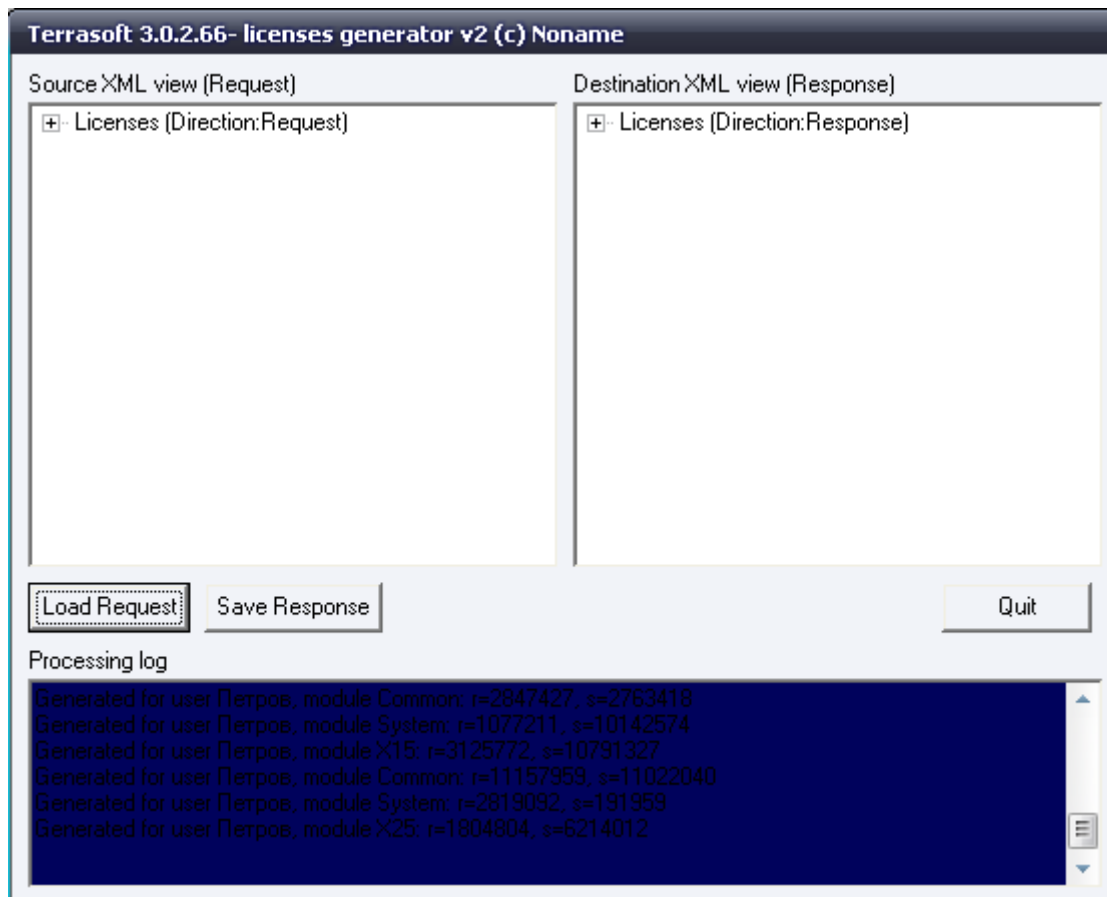 Terrasoft 3.0.2.66- licenses generator v2 (c) Noname
Source XML view (Request)
Destination XML view (Response)
Licenses (Direction:Request)
Licenses (Direction:Response)
Load Request
Save Response
Quit
Processing log
Generated for user Петров, module Common: r=2847427, s=2763418
Generated for user Петров, module System: r=1077211, s=10142574
Generated for user Петров, module X15: r=3125772, s=10791327
Generated for user Петров, module Common: r=11157959, s=11022040
Generated for user Петров, module System: r=2819092, s=191959
Generated for user Петров, module X25: r=1804804, s=6214012